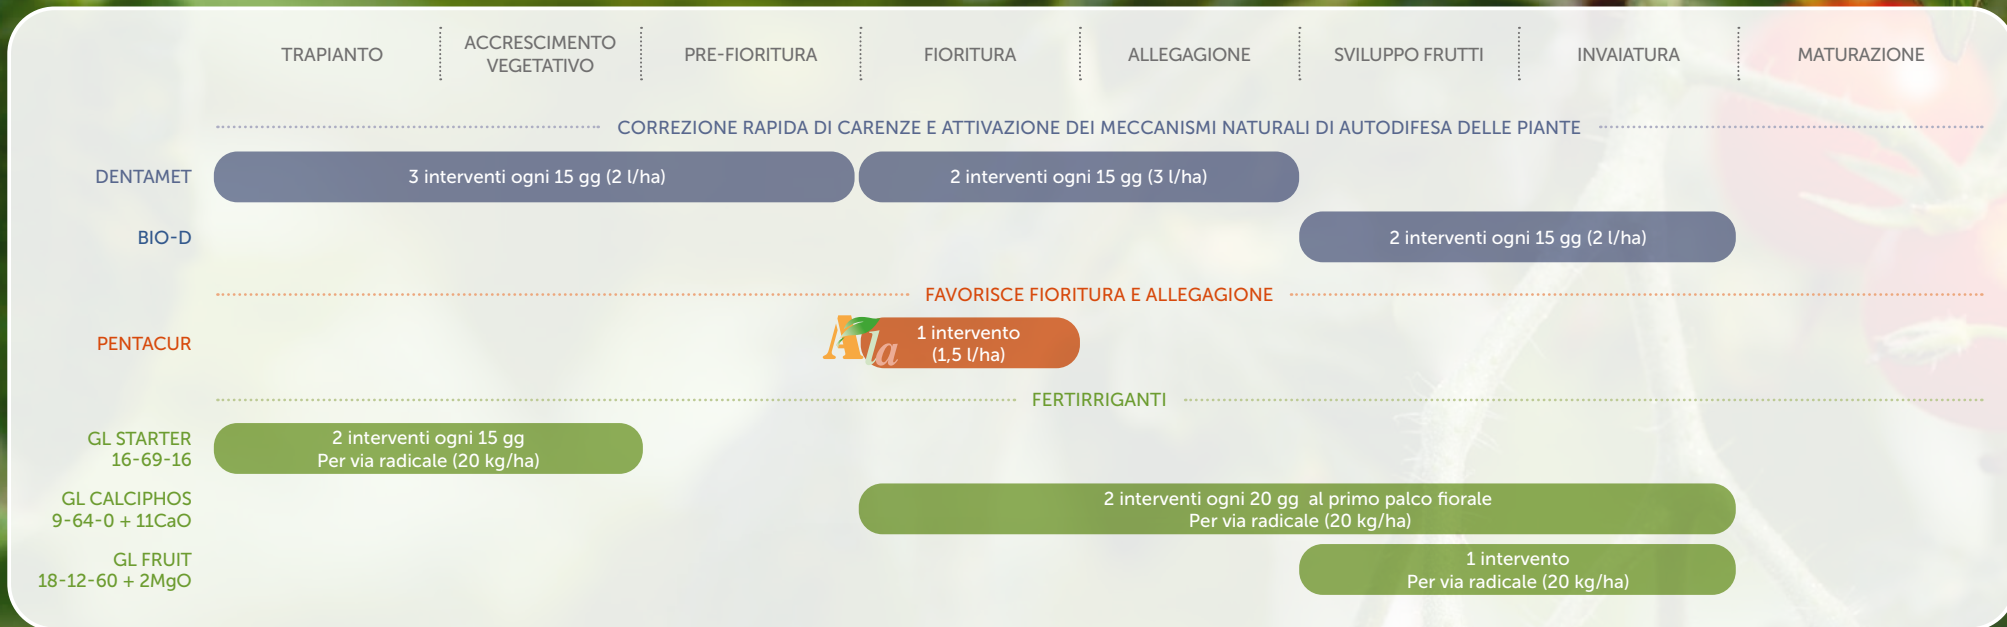 TRAPIANTO
ACCRESCIMENTO
VEGETATIVO
PRE-FIORITURA
FIORITURA
ALLEGAGIONE
SVILUPPO FRUTTI
INVAIATURA
MATURAZIONE
CORREZIONE RAPIDA DI CARENZE E ATTIVAZIONE DEI MECCANISMI NATURALI DI AUTODIFESA DELLE PIANTE
DENTAMET
3 interventi ogni 15 gg (2 l/ha)
2 interventi ogni 15 gg (3 l/ha)
BIO-D
2 interventi ogni 15 gg (2 l/ha)
FAVORISCE FIORITURA E ALLEGAGIONE
PENTACUR
Ala
1 intervento
(1,5 l/ha)
FERTIRRIGANTI
GL STARTER
16-69-16
2 interventi ogni 15 gg
Per via radicale (20 kg/ha)
GL CALCIPHOS
9-64-0 + 11CaO
2 interventi ogni 20 gg al primo palco fiorale
Per via radicale (20 kg/ha)
GL FRUIT
18-12-60 + 2MgO
1 intervento
Per via radicale (20 kg/ha)